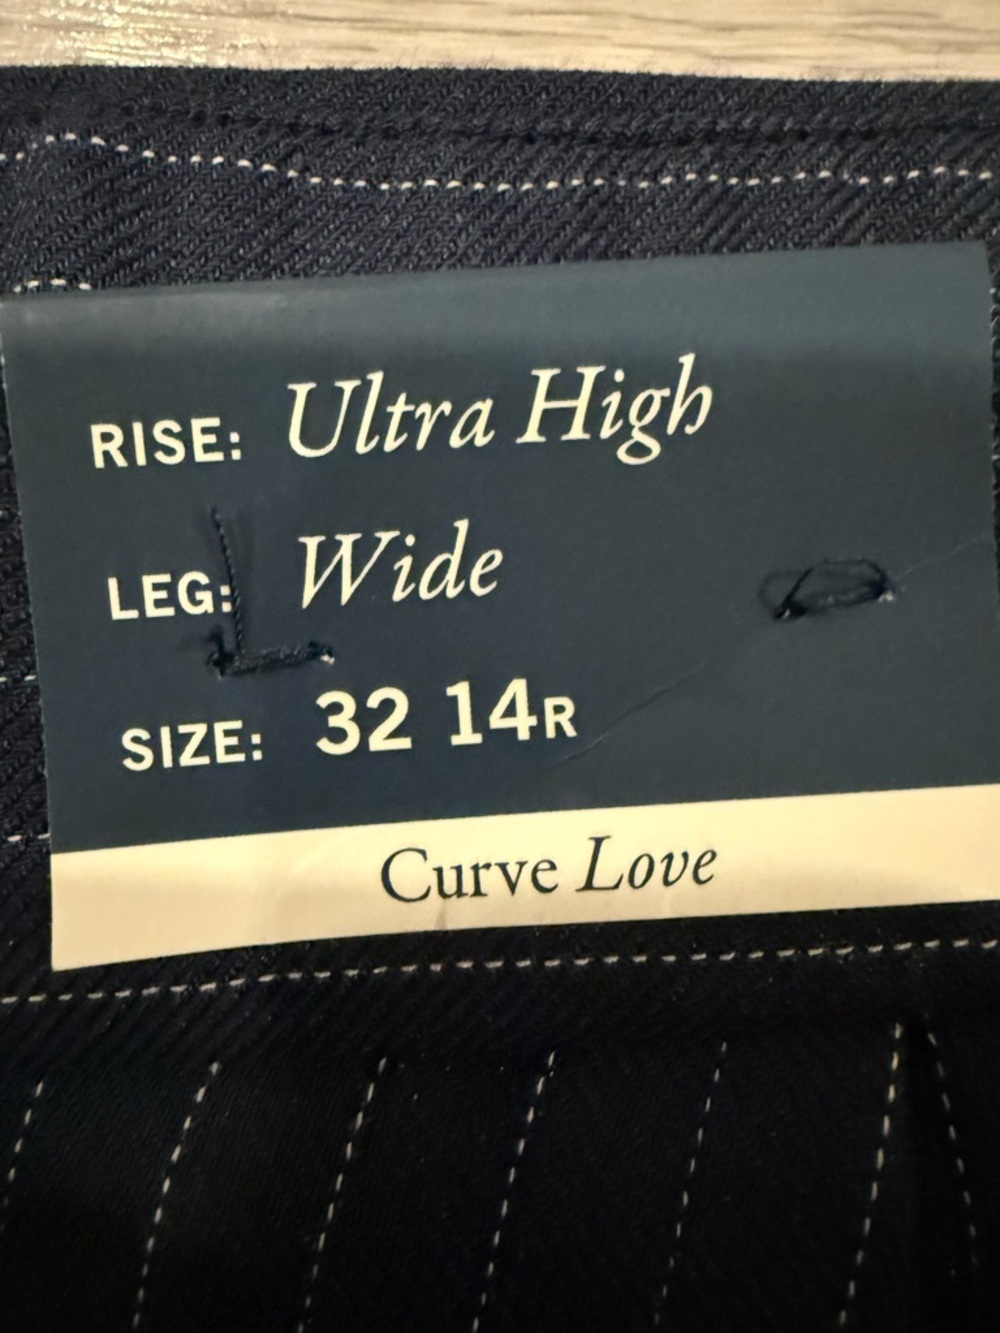 RISE: Ultra High
LEG: Wide
SIZE: 32 14R
Curve Love